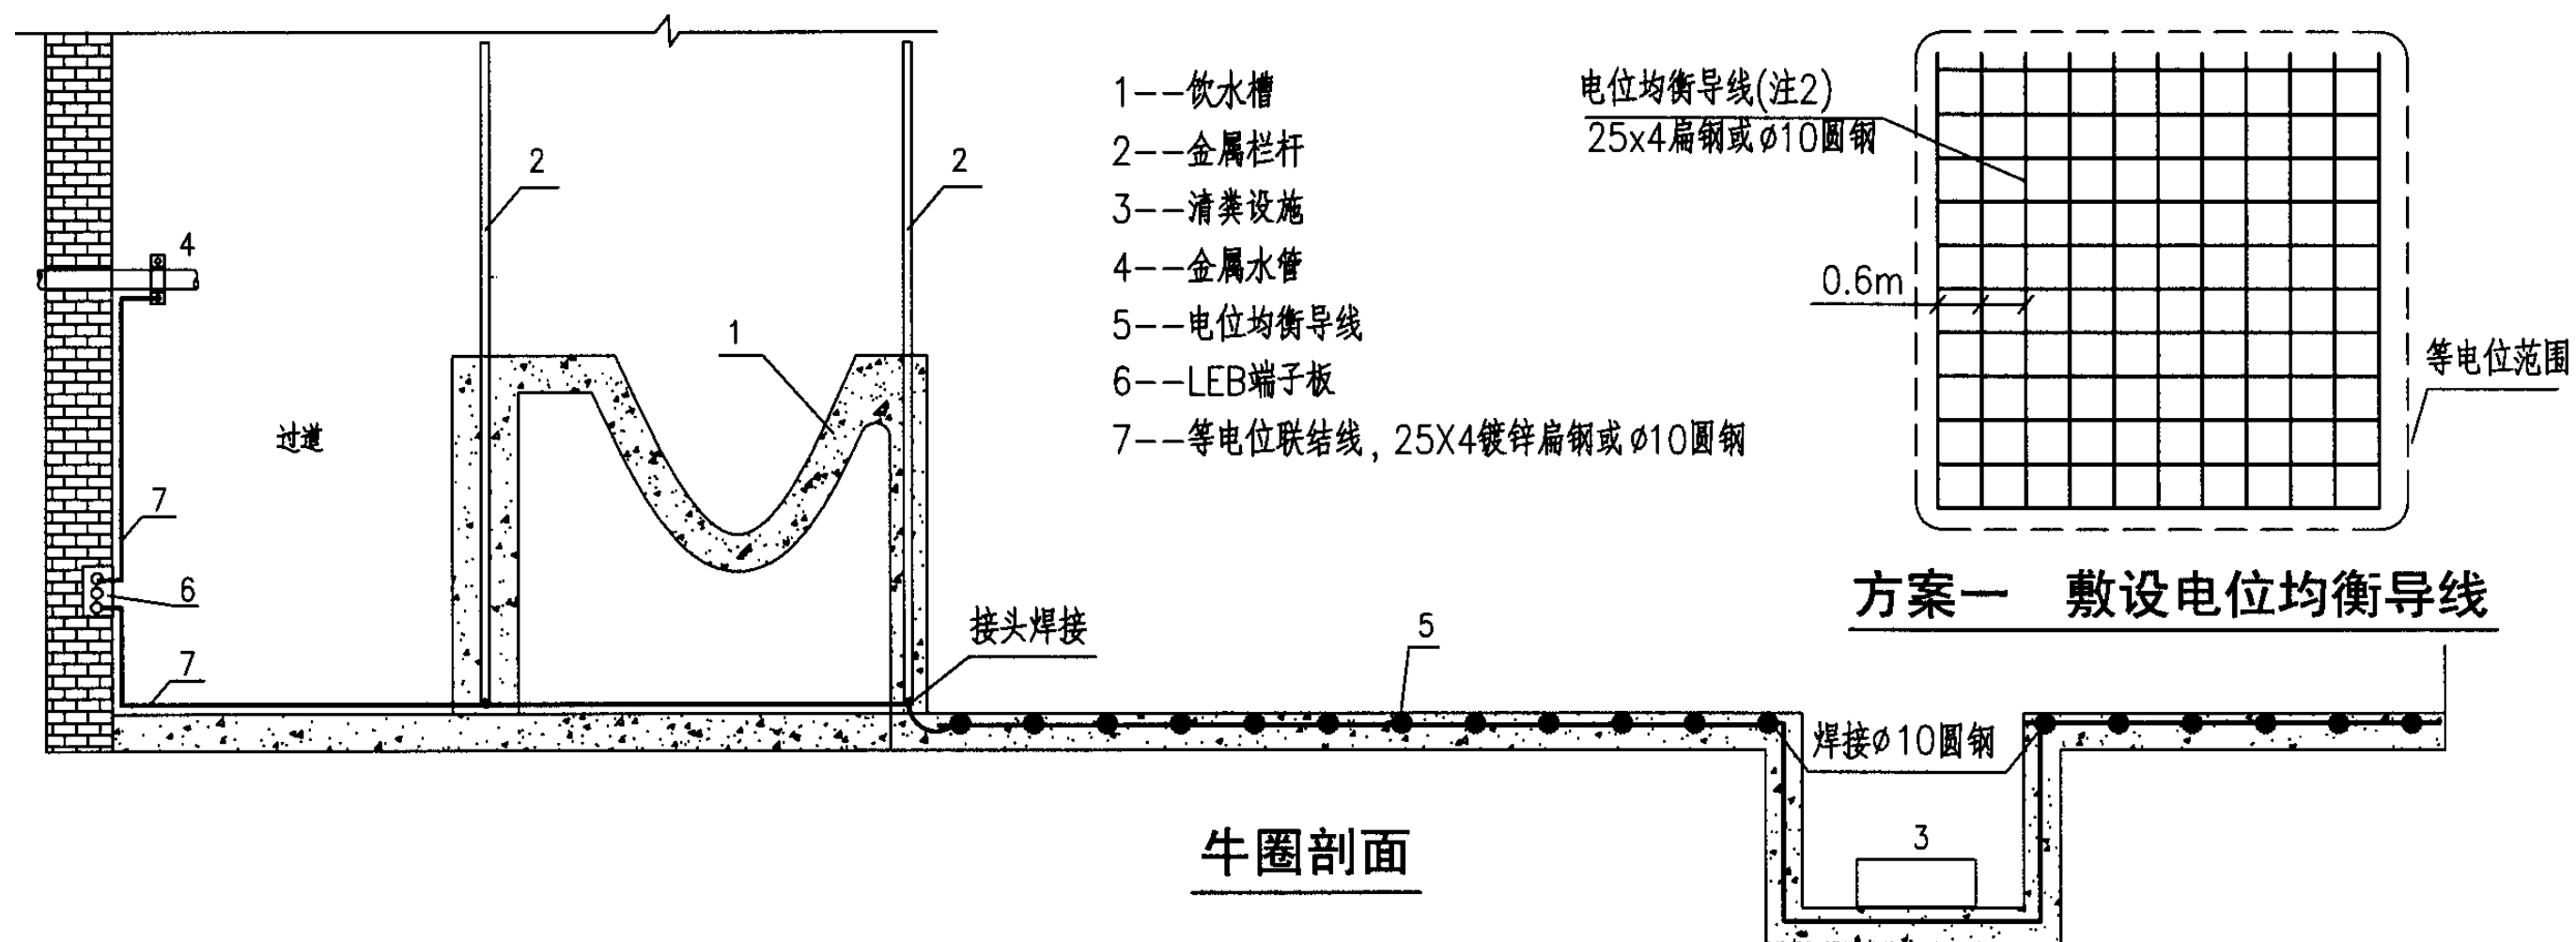 1--饮水槽
2--金属栏杆
3--清粪设施
4--金属水管
5--电位均衡导线
6--LEB端子板
7--等电位联结线, 25X4镀锌扁钢或ø10圆钢
电位均衡导线(注2)
25x4扁钢或ø10圆钢
0.6m
等电位范围
方案一 敷设电位均衡导线
2
2
4
1
过道
7
6
7
接头焊接
5
焊接ø10圆钢
3
牛圈剖面